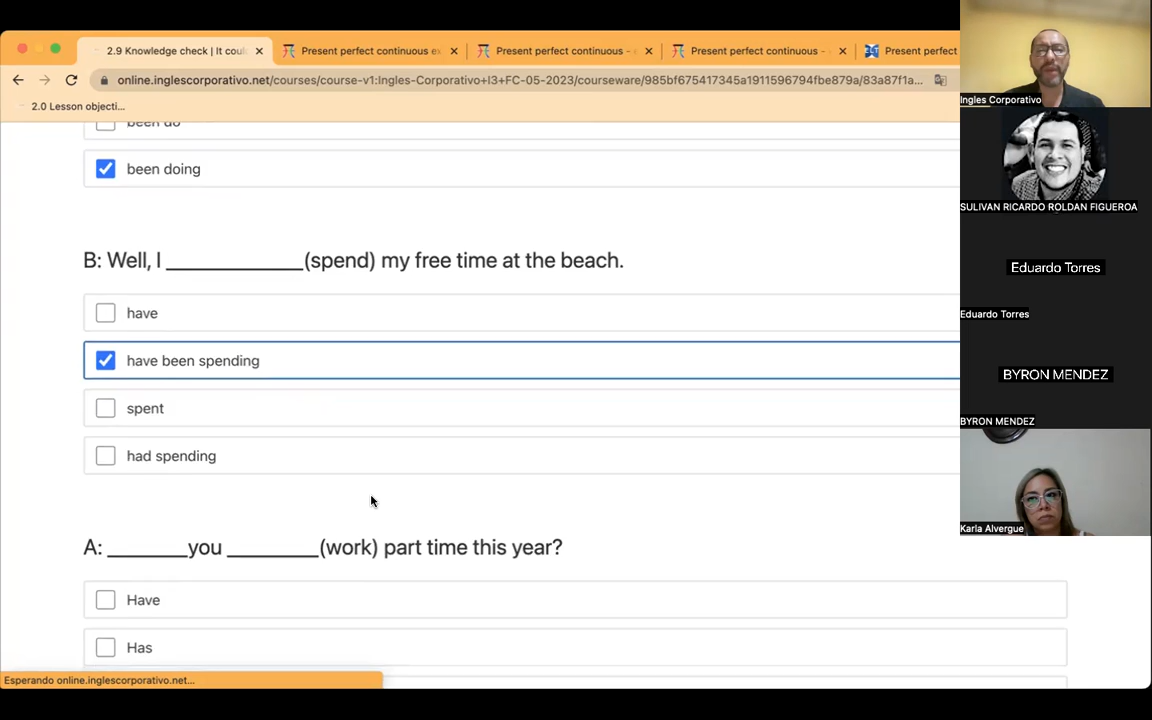 2.9 Knowledge check | It coul
Present perfect continuous ex
Present perfect continuous -
Present perfect continuous -
Present perfect
online.inglescorporativo.net/courses/course-v1:Ingles-Corporativo+I3+FC-05-2023/courseware/985bf675417345a1911596794fbe879a/83a87f1a...
2.0 Lesson objecti...
been do
been doing
B: Well, I ______________(spend) my free time at the beach.
have
have been spending
spent
had spending
A: ________you _________(work) part time this year?
Have
Has
Esperando online.inglescorporativo.net...
Ingles Corporativo
SULIVAN RICARDO ROLDAN FIGUEROA
Eduardo Torres
Eduardo Torres
BYRON MENDEZ
BYRON MENDEZ
Karla Alvergue